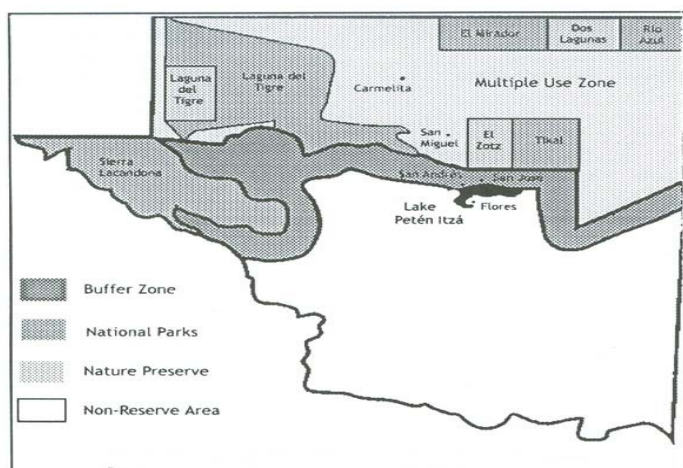 El Mirador
Dos
Lagunas
Río
Azul
Laguna
del
Tigre
Laguna del
Tigre
Carmelita
Multiple Use Zone
San
Miguel
El
Zotz
Tikal
Sierra
Lacandona
San Andrés
San José
Lake
Petén Itzá
Flores
Buffer Zone
National Parks
Nature Preserve
Non-Reserve Area